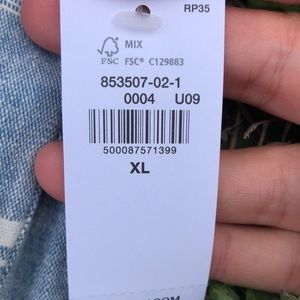 RP35
MIX
FSC FSC® C129883
853507-02-1
0004 U09
500087571399
XL